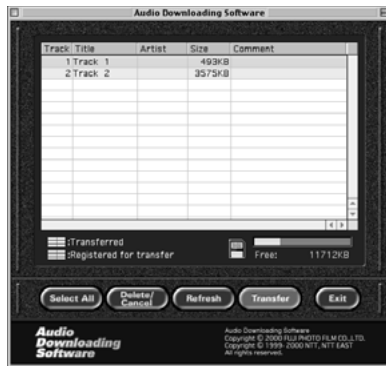 Audio Downloading Software
Track Title Artist Size Comment
1 Track 1 493KB
2 Track 2 3575KB
:Transferred
:Registered for transfer
Free: 11712KB
Select All Delete/Cancel Refresh Transfer Exit
Audio
Downloading
Software
Audio Downloading Software
Copyright © 2000 FUJI PHOTO FILM CO.,LTD.
Copyright © 1999-2000 NTT, NTT EAST
All rights reserved.